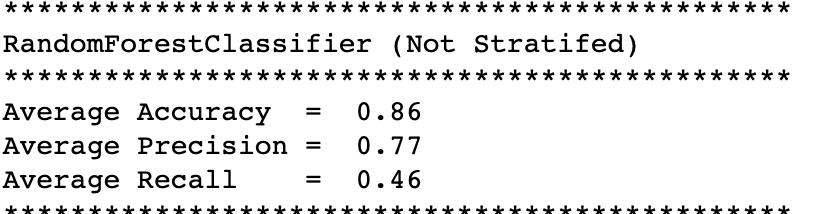 ***********************************************
RandomForestClassifier (Not Stratifed)
***********************************************
Average Accuracy  =  0.86
Average Precision =  0.77
Average Recall    =  0.46
***********************************************